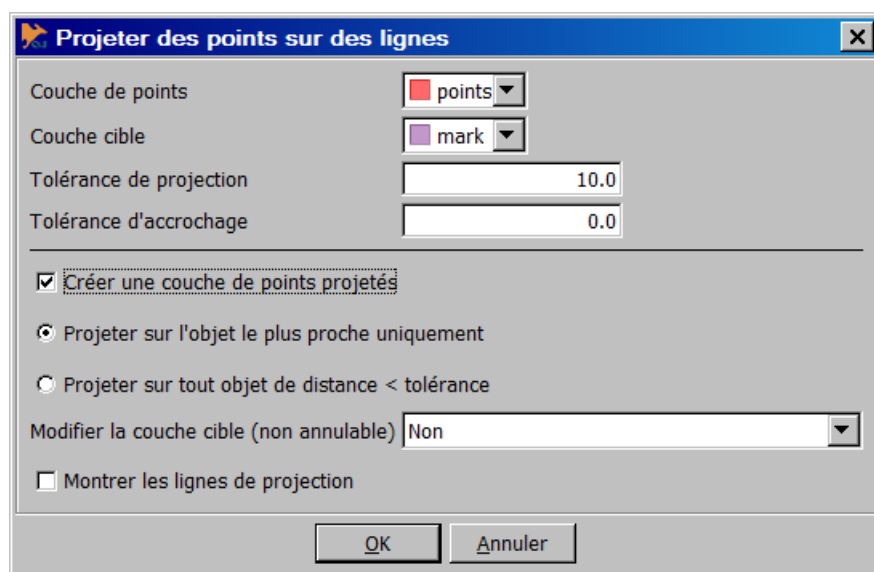 Projeter des points sur des lignes
Couche de points points
Couche cible mark
Tolérance de projection 10.0
Tolérance d'accrochage 0.0
Créer une couche de points projetés
Projeter sur l'objet le plus proche uniquement
Projeter sur tout objet de distance < tolérance
Modifier la couche cible (non annulable) Non
Montrer les lignes de projection
OK Annuler